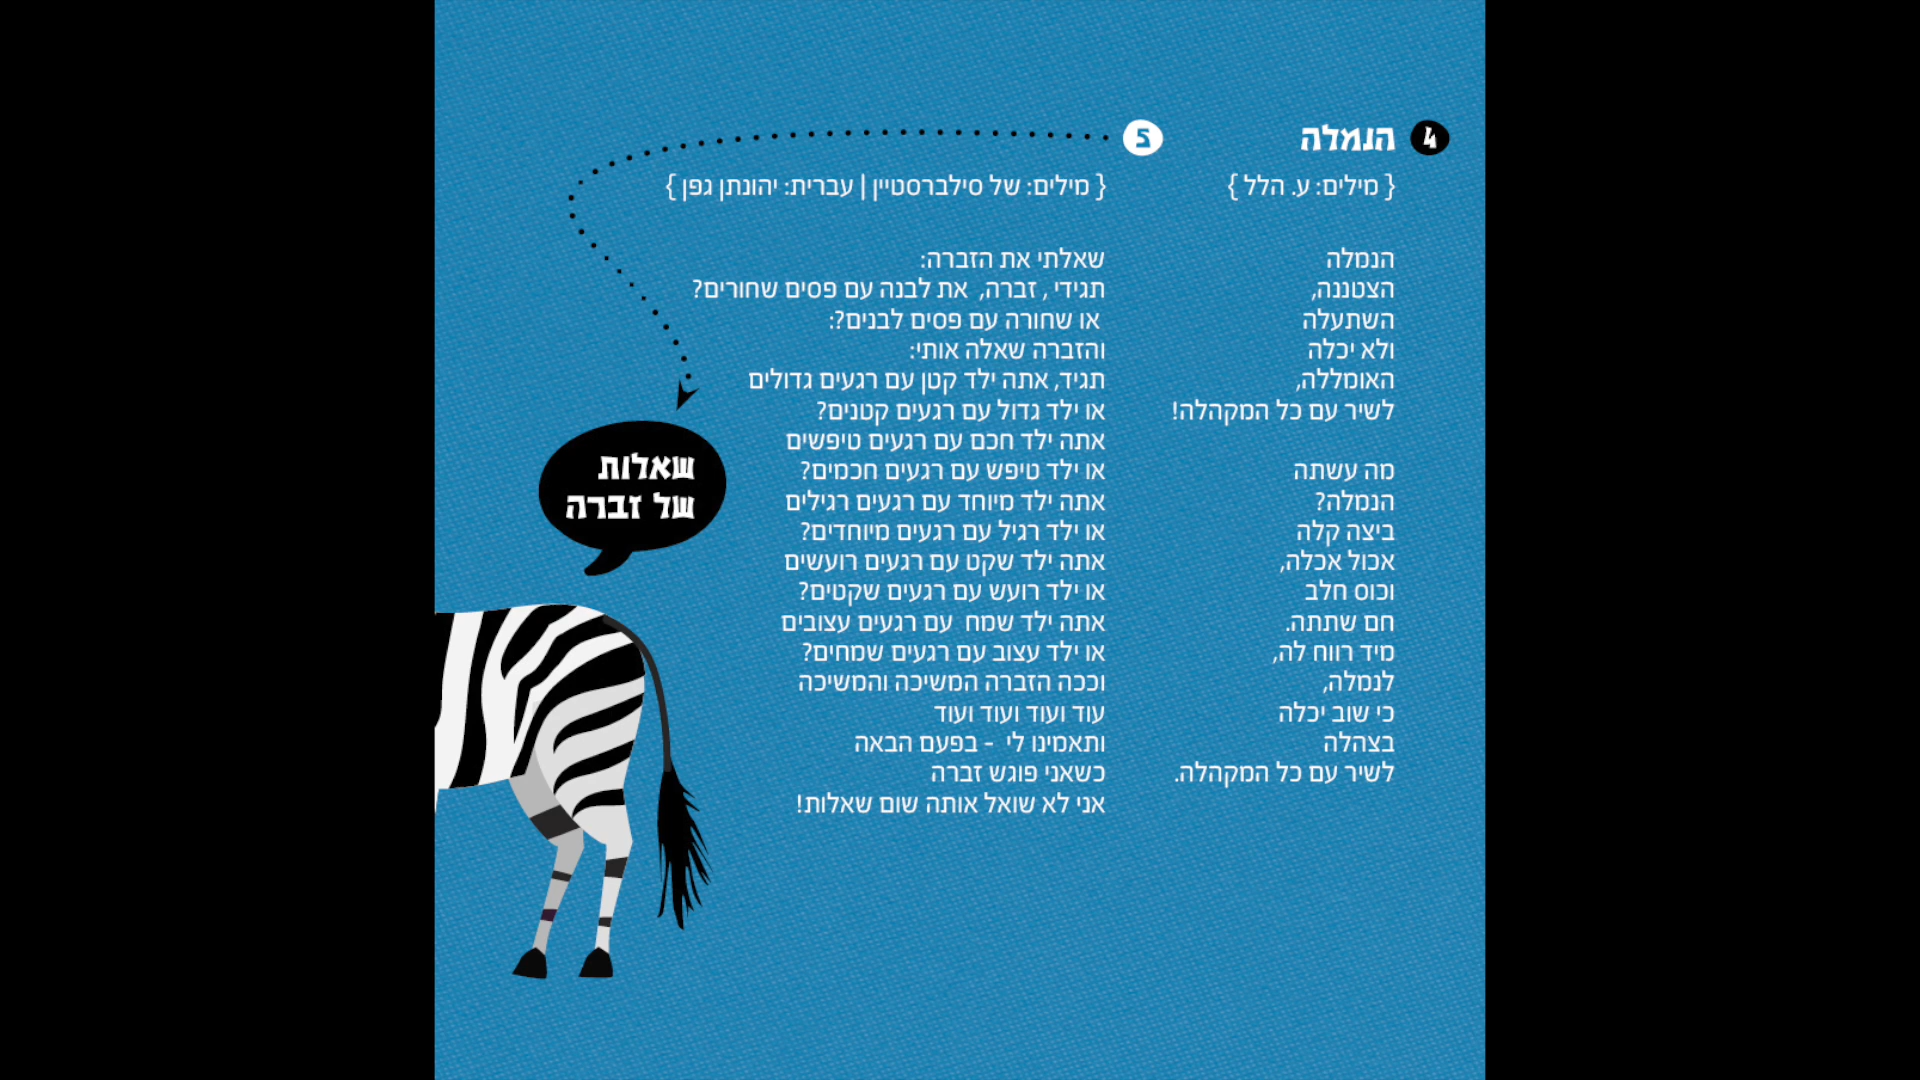 4 הנמלה
{ מילים: ע. הלל }
הנמלה
הצטננה,
השתעלה
ולא יכלה
האומללה,
לשיר עם כל המקהלה!
מה עשתה
הנמלה?
ביצה קלה
אכול אכלה,
וכוס חלב
חם שתתה.
מיד רווח לה,
לנמלה,
כי שוב יכלה
בצהלה
לשיר עם כל המקהלה.
5
{ מילים: של סילברסטיין | עברית: יהונתן גפן }
שאלתי את הזברה:
תגידי , זברה, את לבנה עם פסים שחורים?
או שחורה עם פסים לבנים?:
והזברה שאלה אותי:
תגיד, אתה ילד קטן עם רגעים גדולים
או ילד גדול עם רגעים קטנים?
אתה ילד חכם עם רגעים טיפשים
או ילד טיפש עם רגעים חכמים?
אתה ילד מיוחד עם רגעים רגילים
או ילד רגיל עם רגעים מיוחדים?
אתה ילד שקט עם רגעים רועשים
או ילד רועש עם רגעים שקטים?
אתה ילד שמח עם רגעים עצובים
או ילד עצוב עם רגעים שמחים?
וככה הזברה המשיכה והמשיכה
עוד ועוד ועוד ועוד
ותאמינו לי - בפעם הבאה
כשאני פוגש זברה
אני לא שואל אותה שום שאלות!
שאלות
של זברה